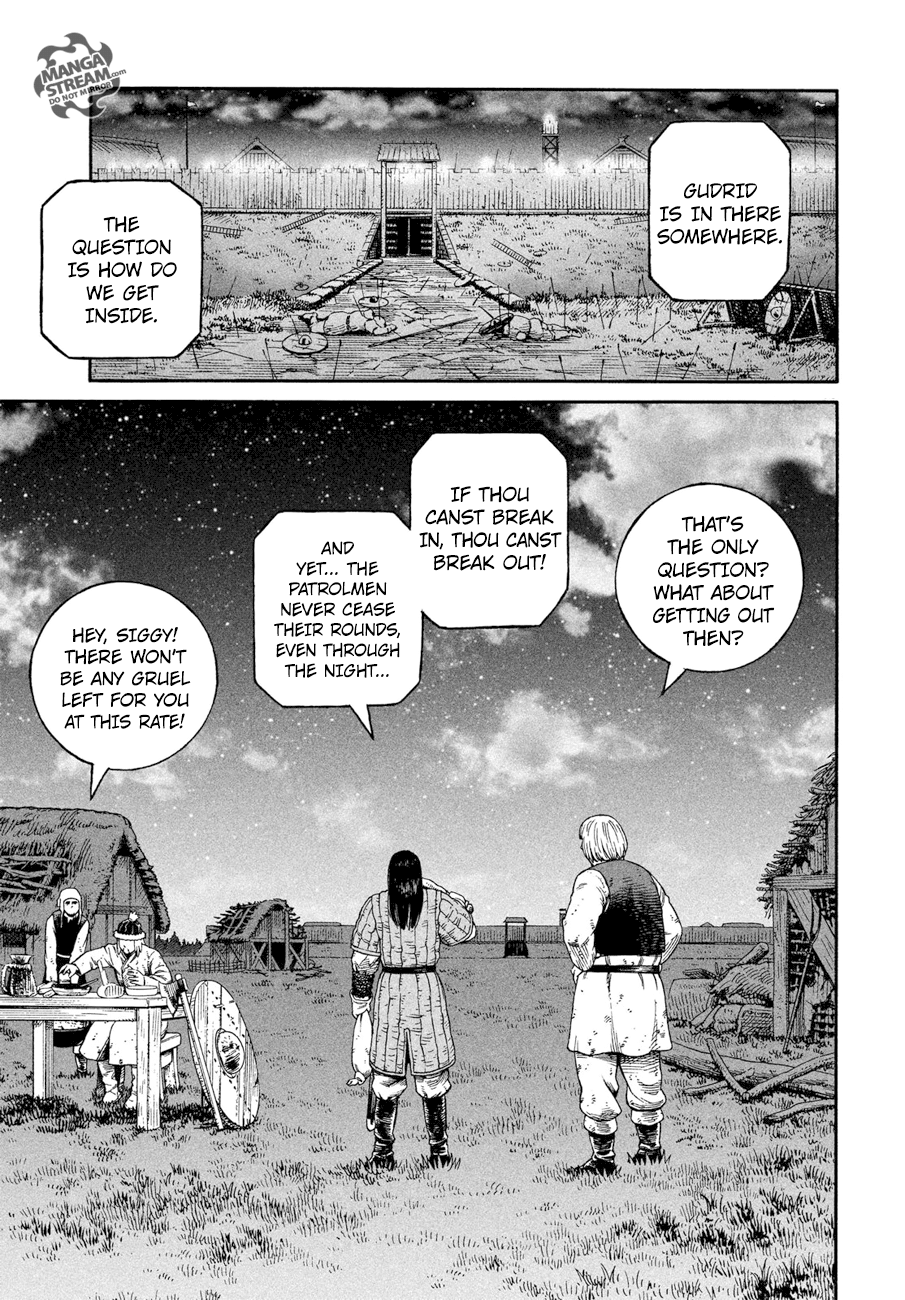 MANGA
STREAM.com
DO NOT MIRROR
GUDRID
IS IN THERE
SOMEWHERE.
THE
QUESTION
IS HOW DO
WE GET
INSIDE.
THAT'S
THE ONLY
QUESTION?
WHAT ABOUT
GETTING OUT
THEN?
IF THOU
CANST BREAK
IN, THOU CANST
BREAK OUT!
AND
YET... THE
PATROLMEN
NEVER CEASE
THEIR ROUNDS,
EVEN THROUGH
THE NIGHT...
HEY, SIGGY!
THERE WON'T
BE ANY GRUEL
LEFT FOR YOU
AT THIS RATE!